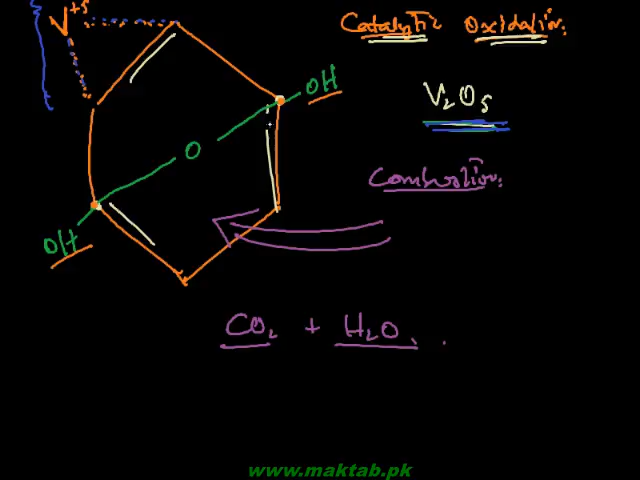 V+5
Catalytic Oxidation.
OH
V2O5
O
Combustion.
OH
CO2 + H2O.
www.maktab.pk